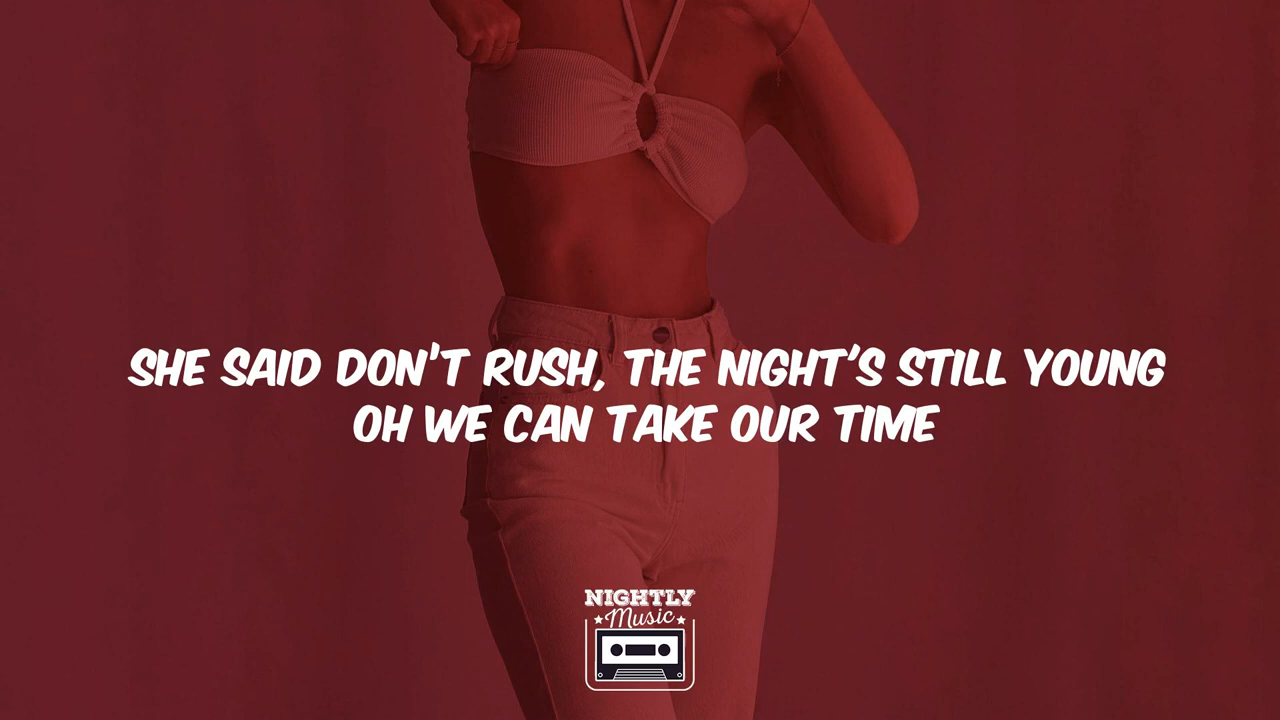 SHE SAID DON'T RUSH, THE NIGHT'S STILL YOUNG
OH WE CAN TAKE OUR TIME
NIGHTLY
Music